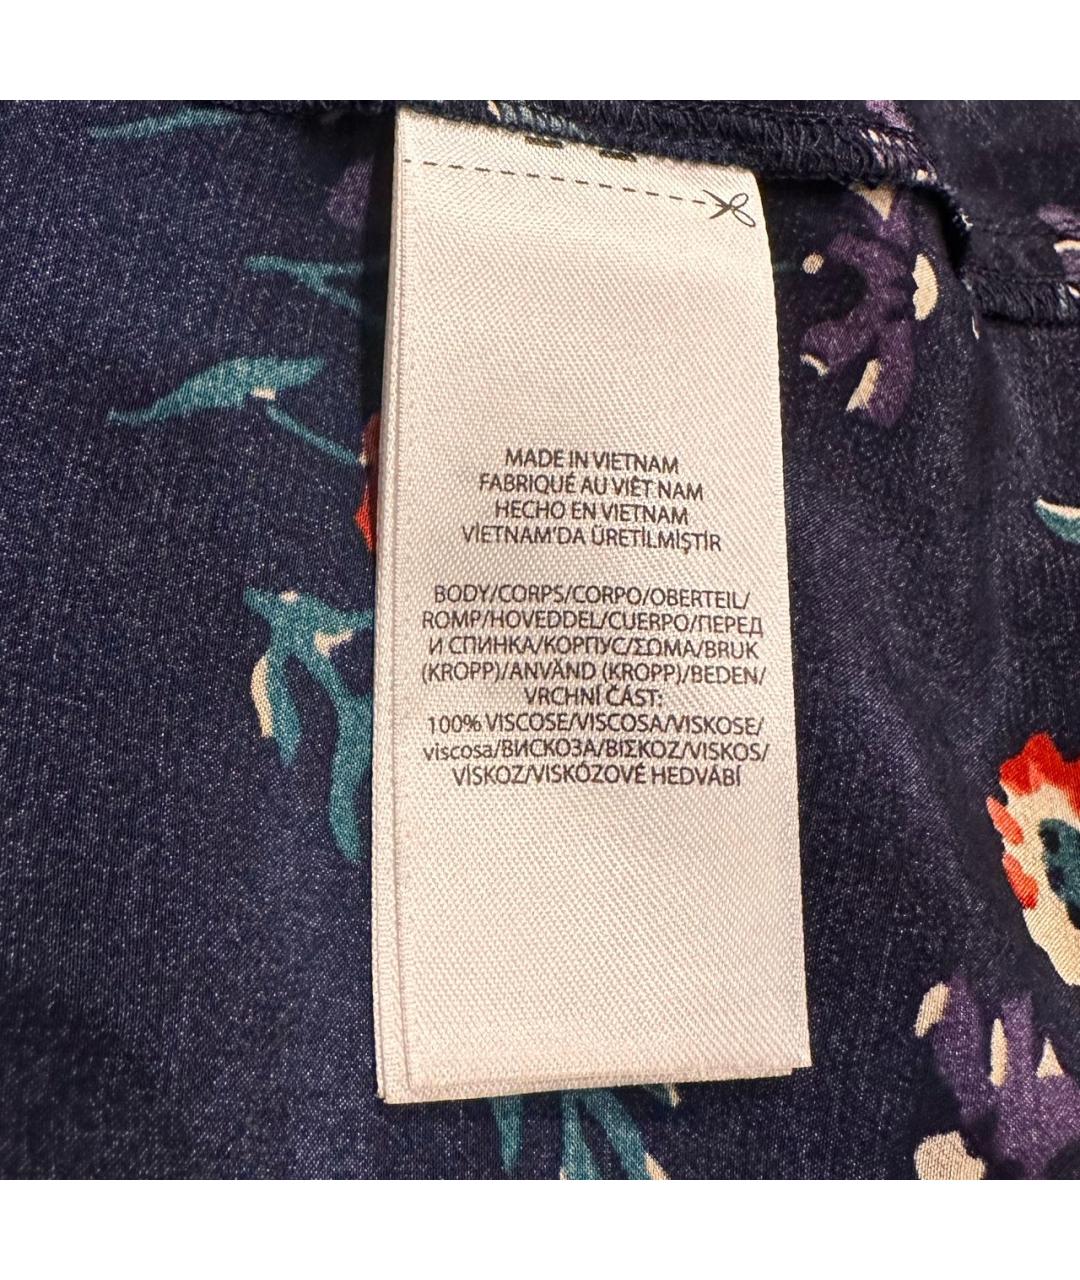 MADE IN VIETNAM
FABRIQUÉ AU VIÊT NAM
HECHO EN VIETNAM
VİETNAM'DA ÜRETİLMİŞTİR
BODY/CORPS/CORPO/OBERTEIL/
ROMP/HOVEDDEL/CUERPO/ПЕРЕД
И СПИНКА/КОРПУС/ΣΩΜΑ/BRUK
(KROPP)/ANVÄND (KROPP)/BEDEN/
VRCHNÍ ČÁST:
100% VISCOSE/VISCOSA/VISKOSE/
viscosa/ВИСКОЗА/ΒΙΣΚΟΖ/VISKOS/
VİSKOZ/VISKÓZOVÉ HEDVÁBÍ